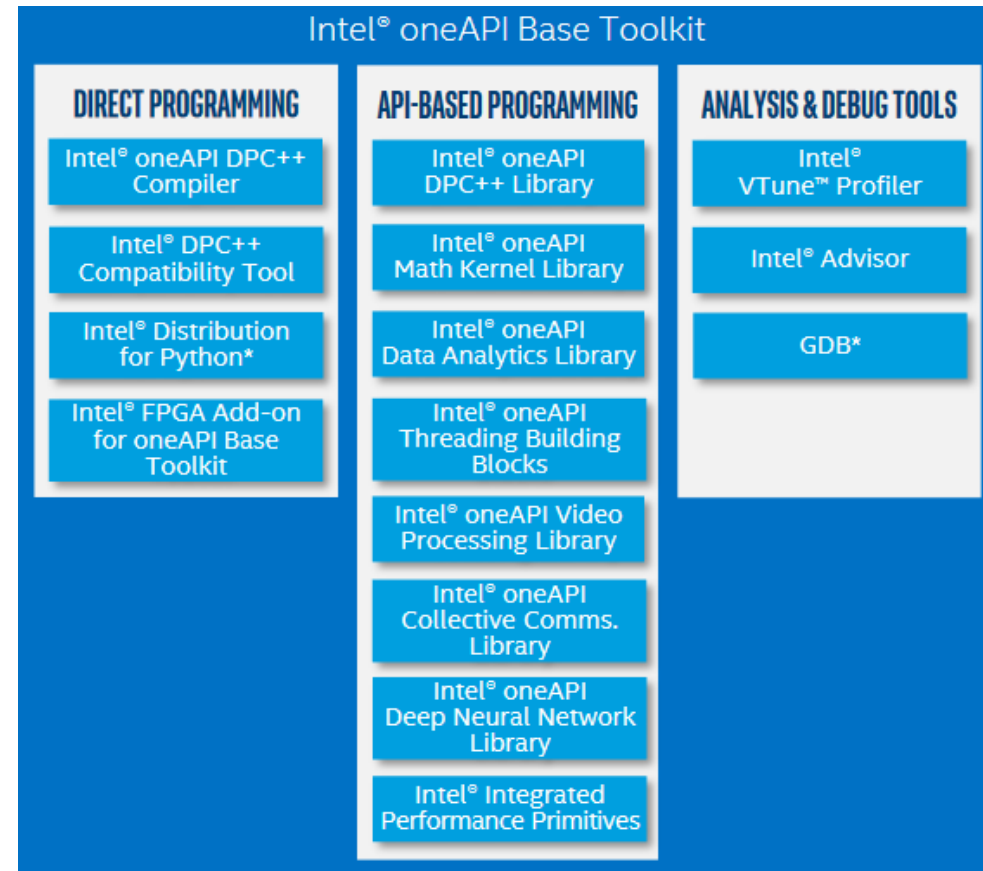 Intel® oneAPI Base Toolkit
DIRECT PROGRAMMING
Intel® oneAPI DPC++
Compiler
Intel® DPC++
Compatibility Tool
Intel® Distribution
for Python*
Intel® FPGA Add-on
for oneAPI Base
Toolkit
API-BASED PROGRAMMING
Intel® oneAPI
DPC++ Library
Intel® oneAPI
Math Kernel Library
Intel® oneAPI
Data Analytics Library
Intel® oneAPI
Threading Building
Blocks
Intel® oneAPI Video
Processing Library
Intel® oneAPI
Collective Comms.
Library
Intel® oneAPI
Deep Neural Network
Library
Intel® Integrated
Performance Primitives
ANALYSIS & DEBUG TOOLS
Intel®
VTune™ Profiler
Intel® Advisor
GDB*